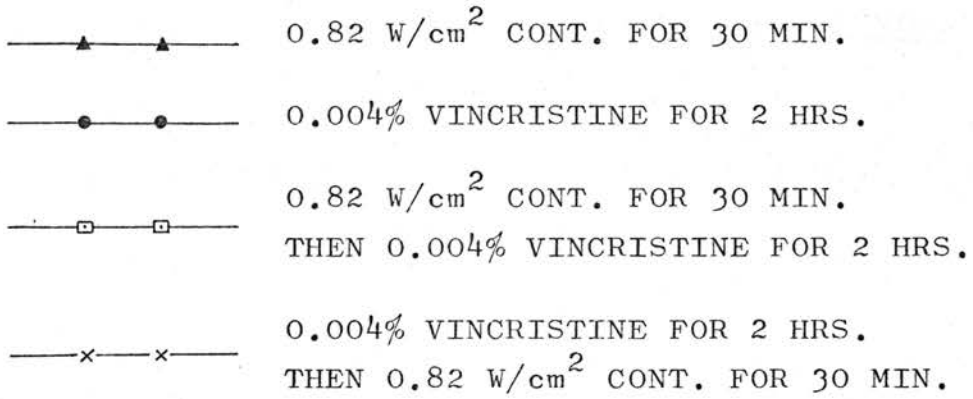 0.82 W/cm² CONT. FOR 30 MIN.
0.004% VINCRISTINE FOR 2 HRS.
0.82 W/cm² CONT. FOR 30 MIN.
THEN 0.004% VINCRISTINE FOR 2 HRS.
0.004% VINCRISTINE FOR 2 HRS.
THEN 0.82 W/cm² CONT. FOR 30 MIN.